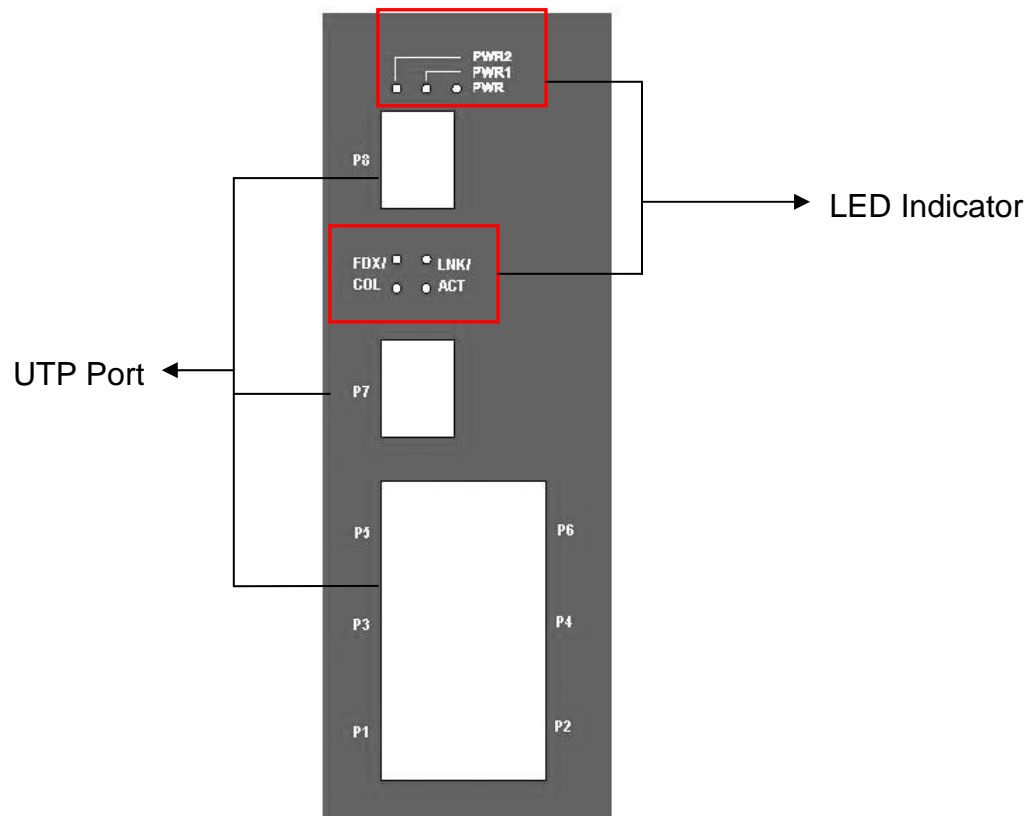 PWR2
PWR1
PWR
P8
LED Indicator
FDX/ LNK/
COL ACT
UTP Port
P7
P5 P6
P3 P4
P1 P2